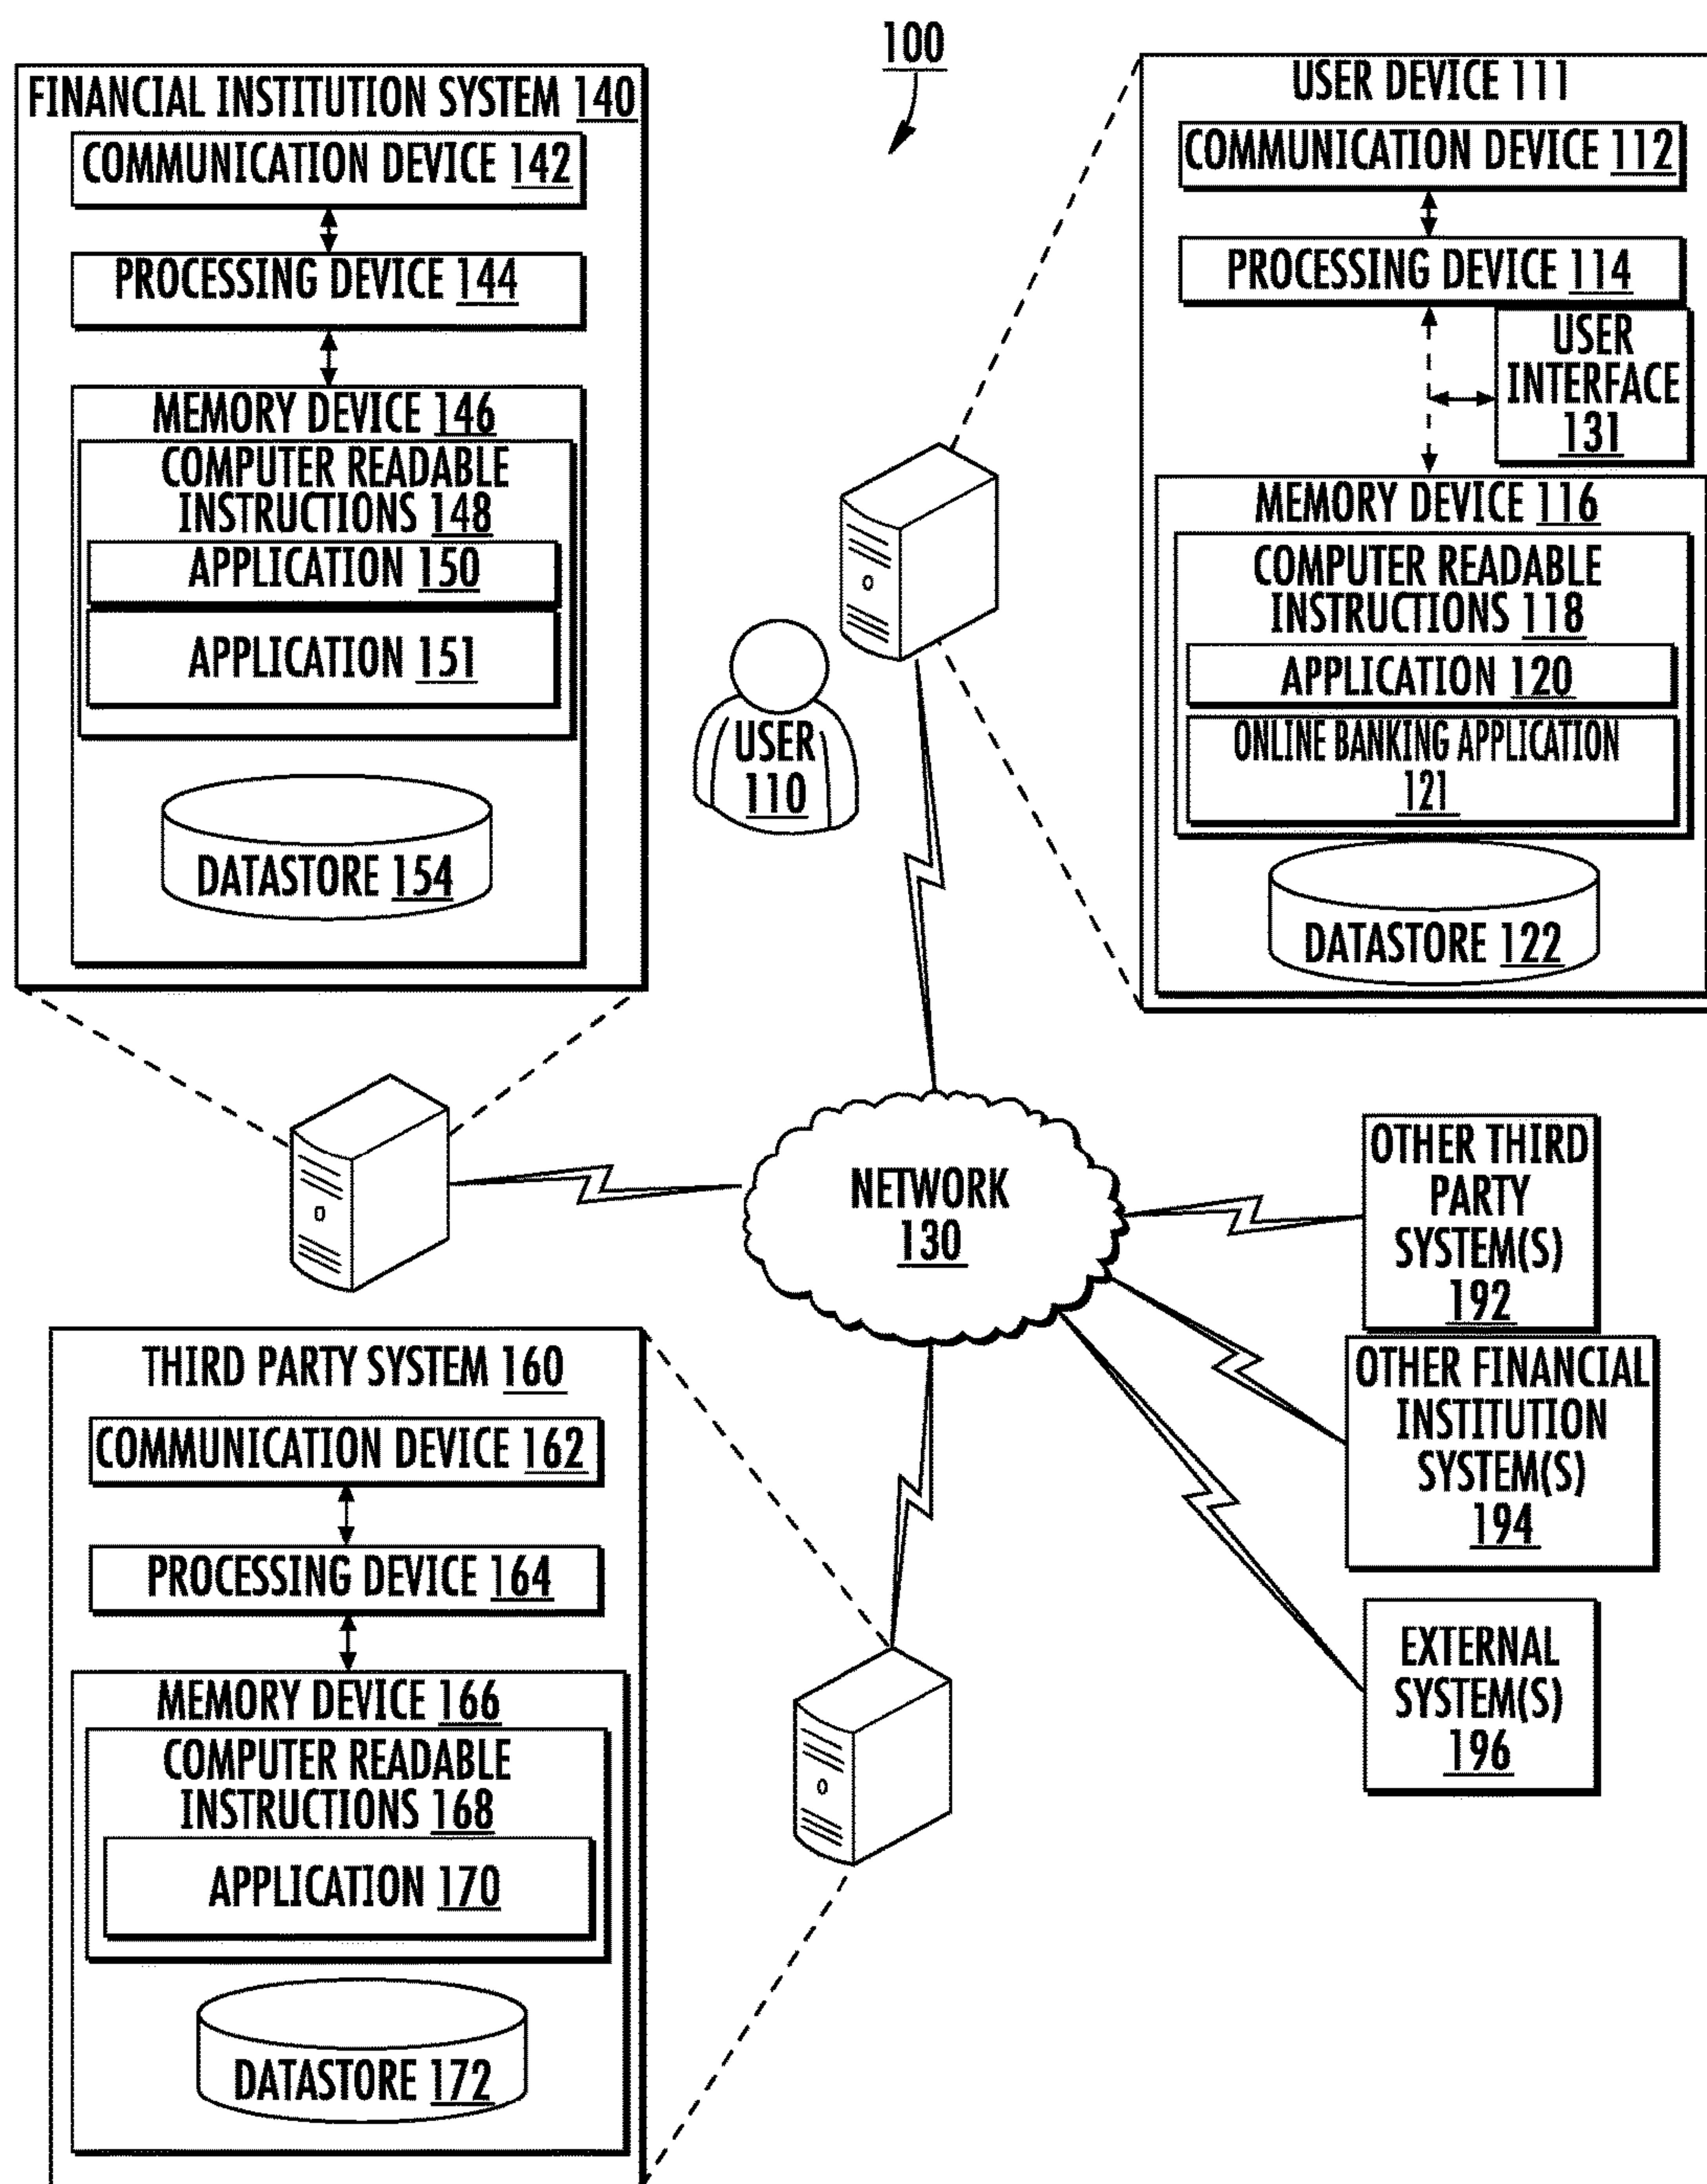 100
FINANCIAL INSTITUTION SYSTEM 140
COMMUNICATION DEVICE 142
PROCESSING DEVICE 144
MEMORY DEVICE 146
COMPUTER READABLE
INSTRUCTIONS 148
APPLICATION 150
APPLICATION 151
DATASTORE 154
USER DEVICE 111
COMMUNICATION DEVICE 112
PROCESSING DEVICE 114
USER
INTERFACE
131
MEMORY DEVICE 116
COMPUTER READABLE
INSTRUCTIONS 118
APPLICATION 120
ONLINE BANKING APPLICATION
121
DATASTORE 122
USER
110
NETWORK
130
OTHER THIRD
PARTY
SYSTEM(S)
192
OTHER FINANCIAL
INSTITUTION
SYSTEM(S)
194
EXTERNAL
SYSTEM(S)
196
THIRD PARTY SYSTEM 160
COMMUNICATION DEVICE 162
PROCESSING DEVICE 164
MEMORY DEVICE 166
COMPUTER READABLE
INSTRUCTIONS 168
APPLICATION 170
DATASTORE 172